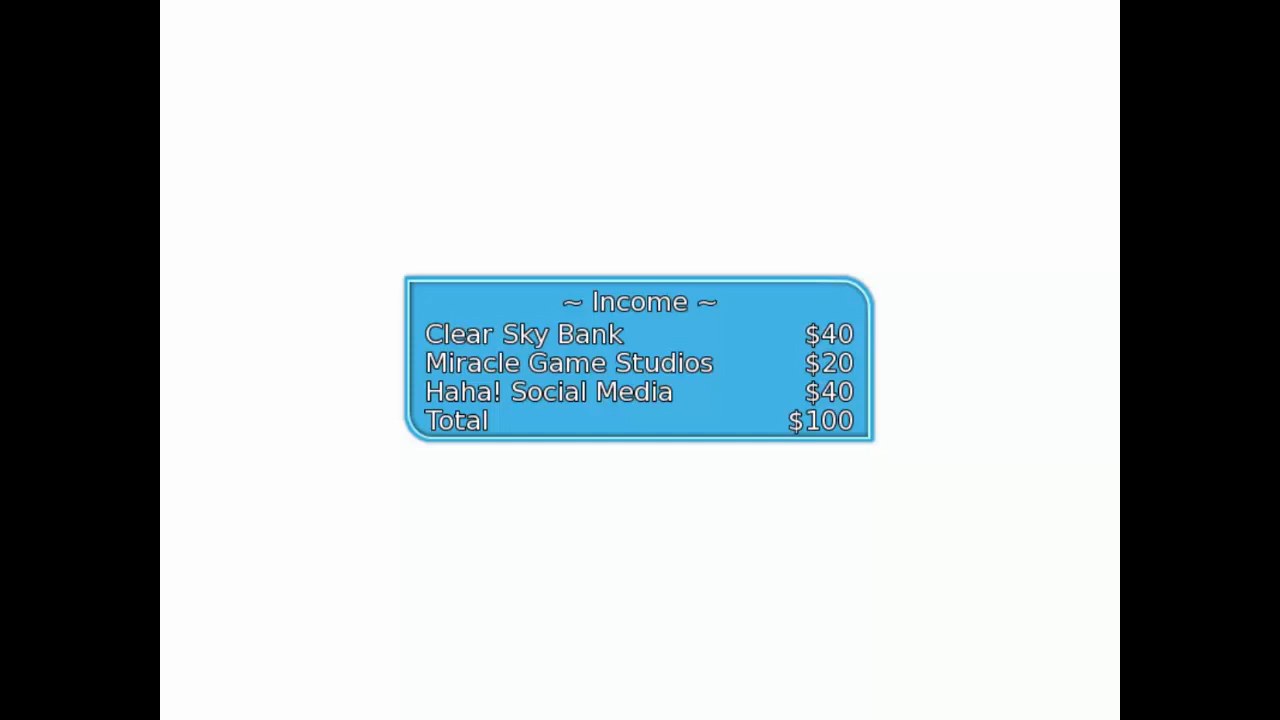 ~ Income ~
Clear Sky Bank $40
Miracle Game Studios $20
Haha! Social Media $40
Total $100